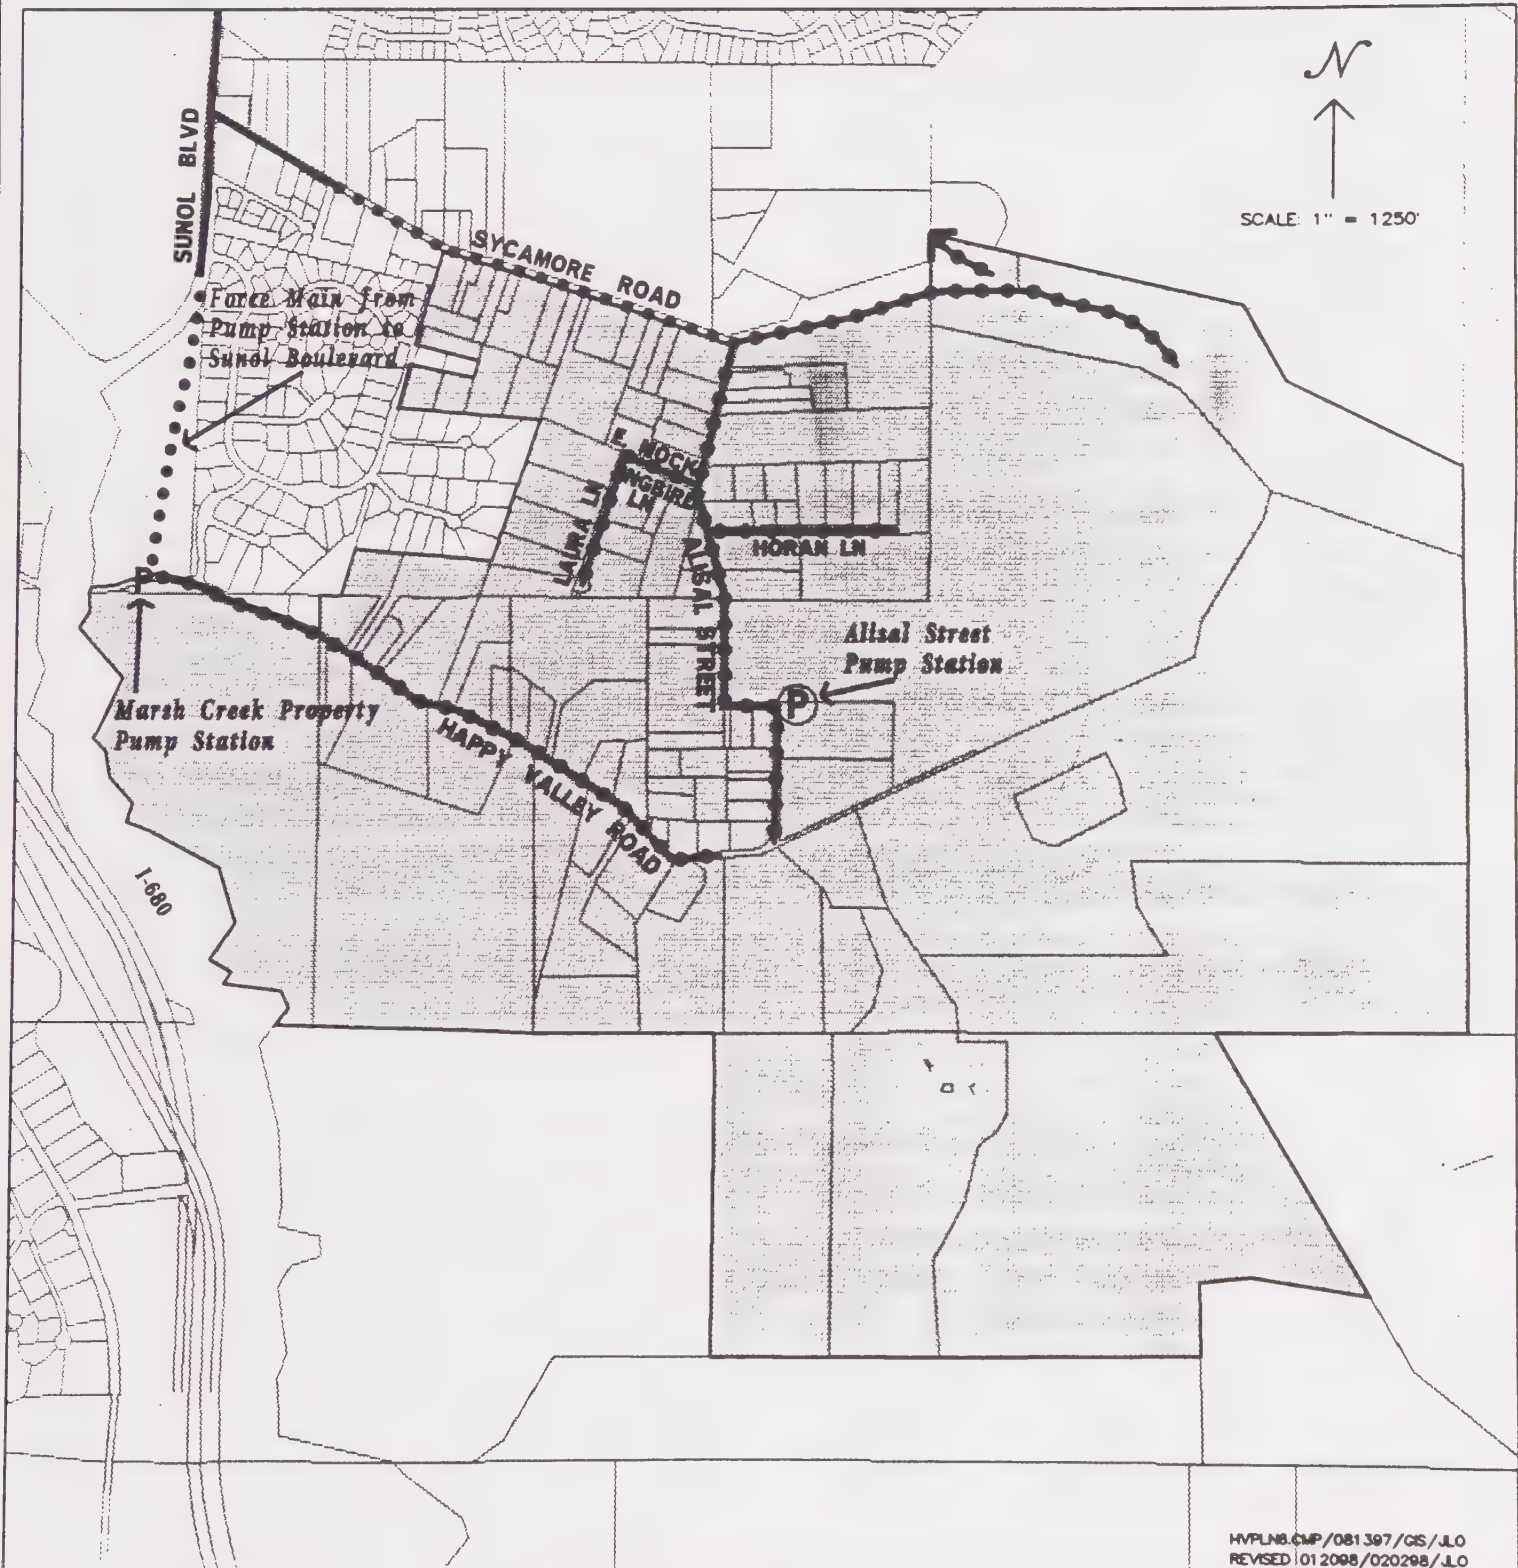 N
SCALE: 1" = 1250'
SUNOL BLVD
SYCAMORE ROAD
Force Main from
Pump Station to
Sunol Boulevard
E. MOCK-
INGBIRD
LN
LAURA LN
HORAN LN
ALISAL STREET
P
Alisal Street
Pump Station
P
Marsh Creek Property
Pump Station
HAPPY VALLEY ROAD
I-680
HVPLN8.CMP/081397/GIS/JLO
REVISED 012098/020298/JLO